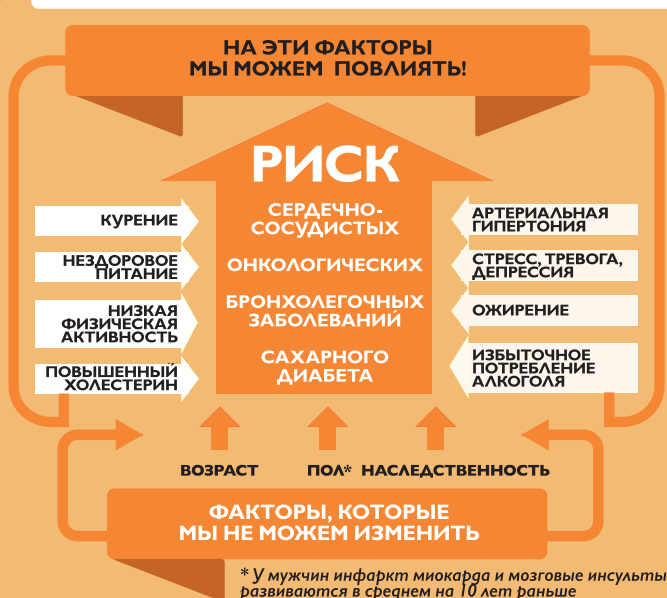 НА ЭТИ ФАКТОРЫ
МЫ МОЖЕМ ПОВЛИЯТЬ!
РИСК
СЕРДЕЧНО-
СОСУДИСТЫХ
ОНКОЛОГИЧЕСКИХ
БРОНХОЛЕГОЧНЫХ
ЗАБОЛЕВАНИЙ
САХАРНОГО
ДИАБЕТА
КУРЕНИЕ
НЕЗДОРОВОЕ
ПИТАНИЕ
НИЗКАЯ
ФИЗИЧЕСКАЯ
АКТИВНОСТЬ
ПОВЫШЕННЫЙ
ХОЛЕСТЕРИН
АРТЕРИАЛЬНАЯ
ГИПЕРТОНИЯ
СТРЕСС, ТРЕВОГА,
ДЕПРЕССИЯ
ОЖИРЕНИЕ
ИЗБЫТОЧНОЕ
ПОТРЕБЛЕНИЕ
АЛКОГОЛЯ
ВОЗРАСТ ПОЛ* НАСЛЕДСТВЕННОСТЬ
ФАКТОРЫ, КОТОРЫЕ
МЫ НЕ МОЖЕМ ИЗМЕНИТЬ
* У мужчин инфаркт миокарда и мозговые инсульты
развиваются в среднем на 10 лет раньше